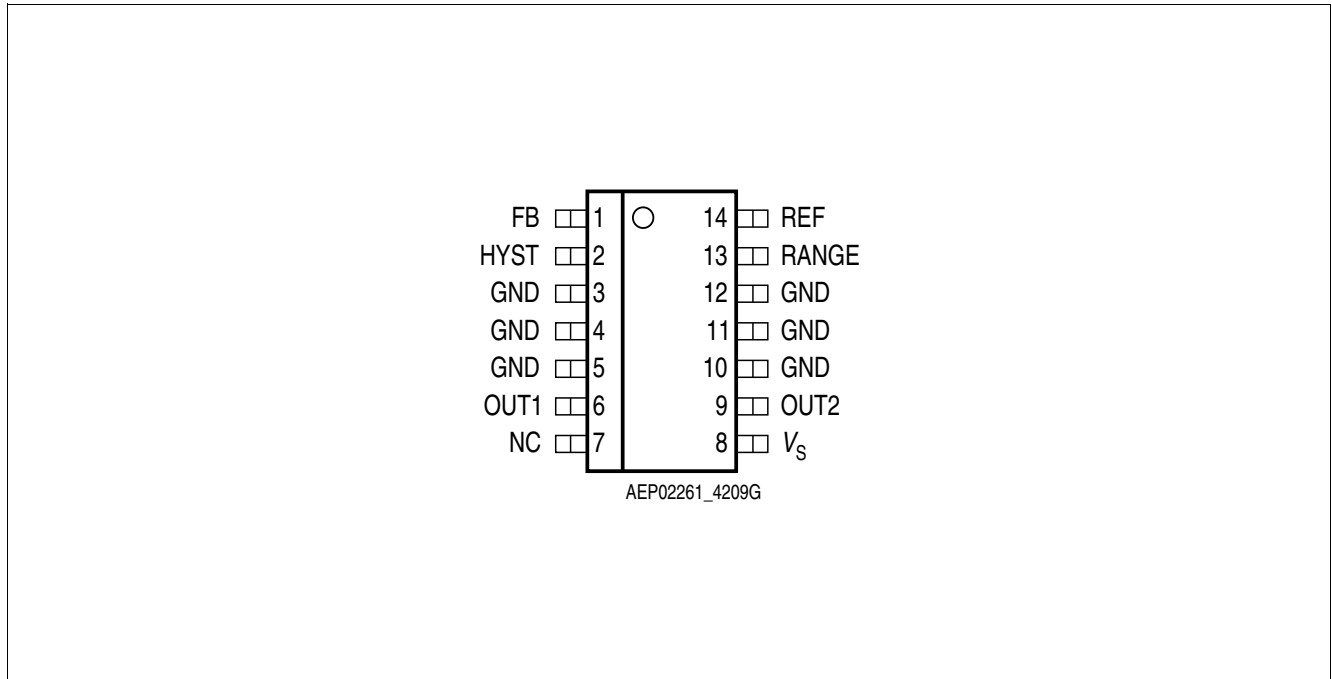 FB 1 14 REF
HYST 2 13 RANGE
GND 3 12 GND
GND 4 11 GND
GND 5 10 GND
OUT1 6 9 OUT2
NC 7 8 VS
AEP02261_4209G